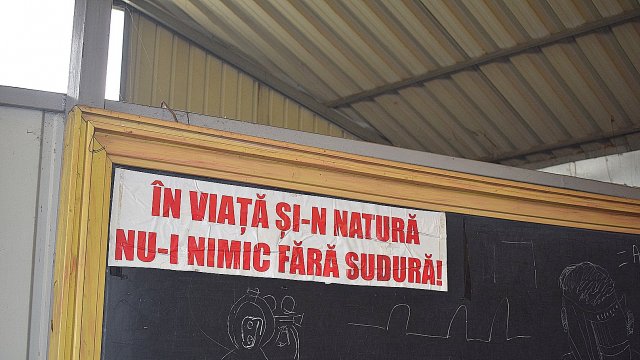 ÎN VIAȚĂ ȘI-N NATURĂ
NU-I NIMIC FĂRĂ SUDURĂ!